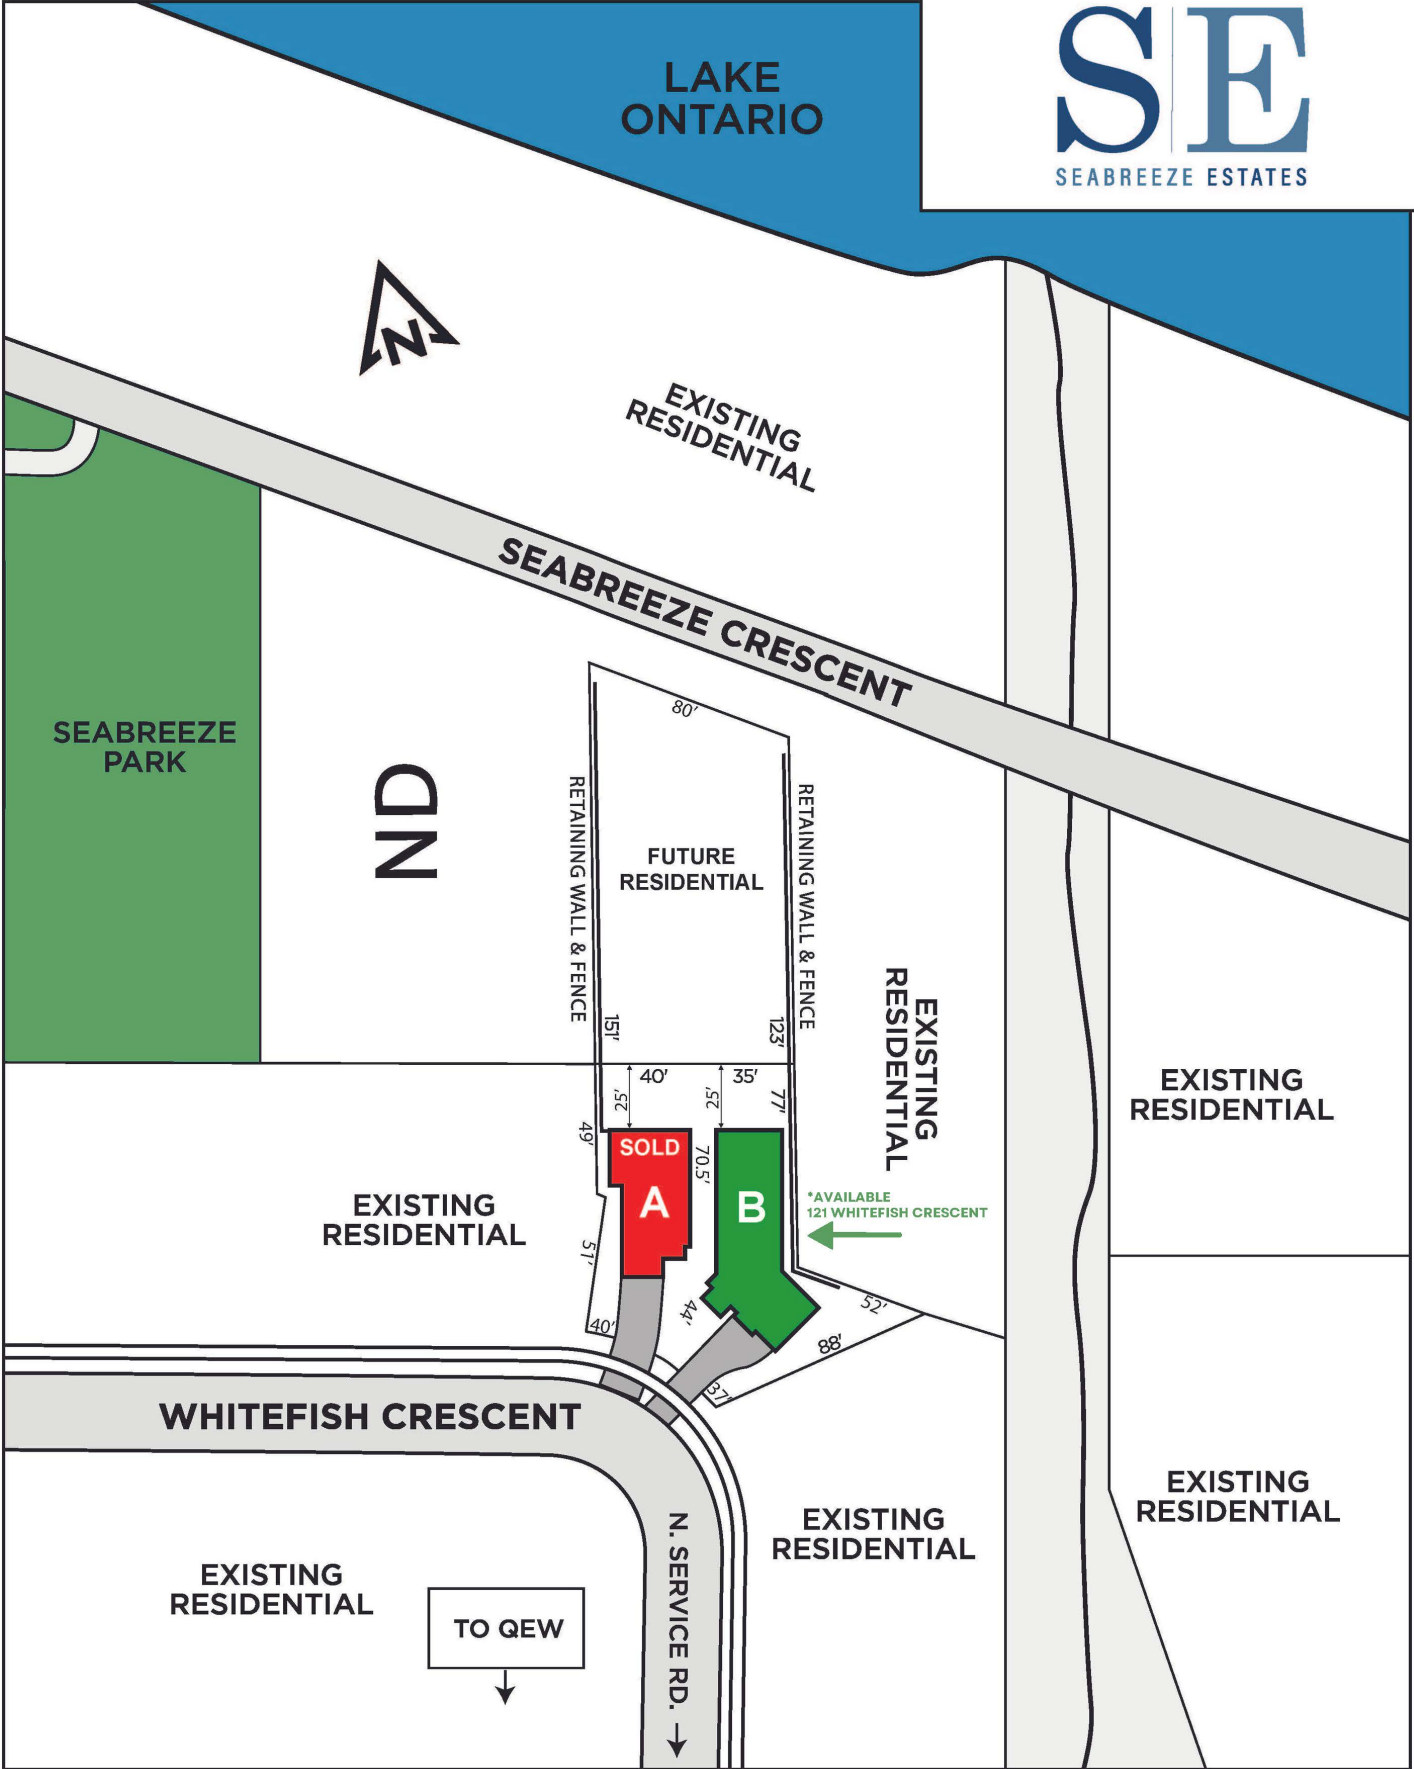 LAKE
ONTARIO
SE
SEABREEZE ESTATES
N
EXISTING
RESIDENTIAL
SEABREEZE CRESCENT
SEABREEZE
PARK
ND
80'
RETAINING WALL & FENCE
FUTURE
RESIDENTIAL
RETAINING WALL & FENCE
151'
123'
EXISTING
RESIDENTIAL
40'
35'
25'
25'
77'
49'
SOLD
A
70.5'
B
*AVAILABLE
121 WHITEFISH CRESCENT
EXISTING
RESIDENTIAL
EXISTING
RESIDENTIAL
51'
40'
44'
52'
88'
37'
WHITEFISH CRESCENT
EXISTING
RESIDENTIAL
EXISTING
RESIDENTIAL
EXISTING
RESIDENTIAL
TO QEW
N. SERVICE RD.